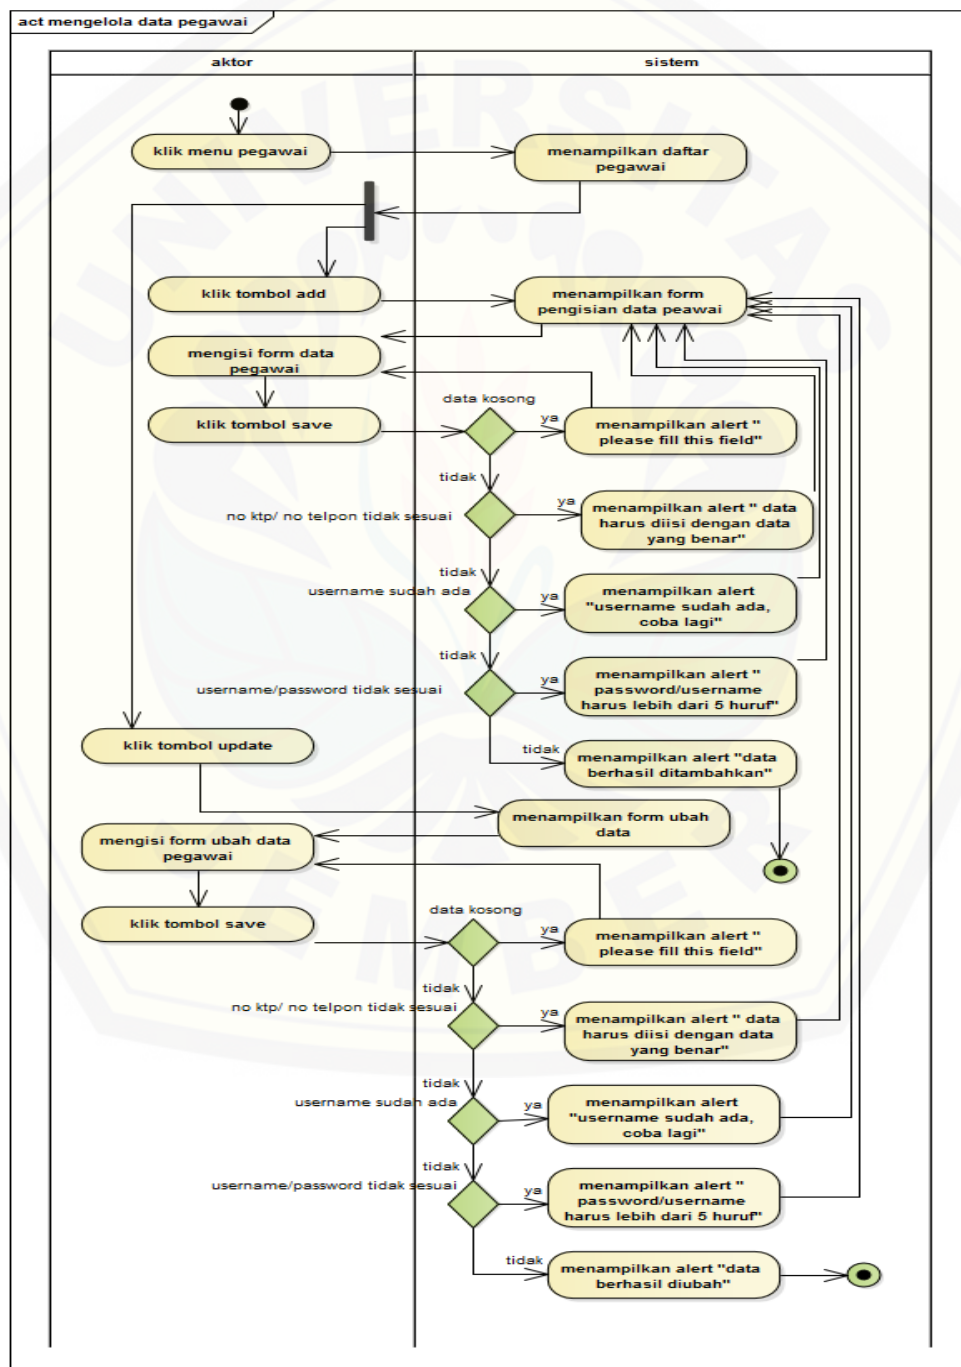 act mengelola data pegawai
aktor
sistem
klik menu pegawai
menampilkan daftar
pegawai
klik tombol add
menampilkan form
pengisian data peawai
mengisi form data
pegawai
klik tombol save
data kosong
ya
menampilkan alert "
please fill this field"
tidak
no ktp/ no telpon tidak sesuai
ya
menampilkan alert " data
harus diisi dengan data
yang benar"
tidak
username sudah ada
ya
menampilkan alert
"username sudah ada,
coba lagi"
tidak
username/password tidak sesuai
ya
menampilkan alert "
password/username
harus lebih dari 5 huruf"
tidak
menampilkan alert "data
berhasil ditambahkan"
klik tombol update
menampilkan form ubah
data
mengisi form ubah data
pegawai
klik tombol save
data kosong
ya
menampilkan alert "
please fill this field"
tidak
no ktp/ no telpon tidak sesuai
ya
menampilkan alert " data
harus diisi dengan data
yang benar"
tidak
username sudah ada
ya
menampilkan alert
"username sudah ada,
coba lagi"
tidak
username/password tidak sesuai
ya
menampilkan alert "
password/username
harus lebih dari 5 huruf"
tidak
menampilkan alert "data
berhasil diubah"
UNIVERSITAS
JEMBER